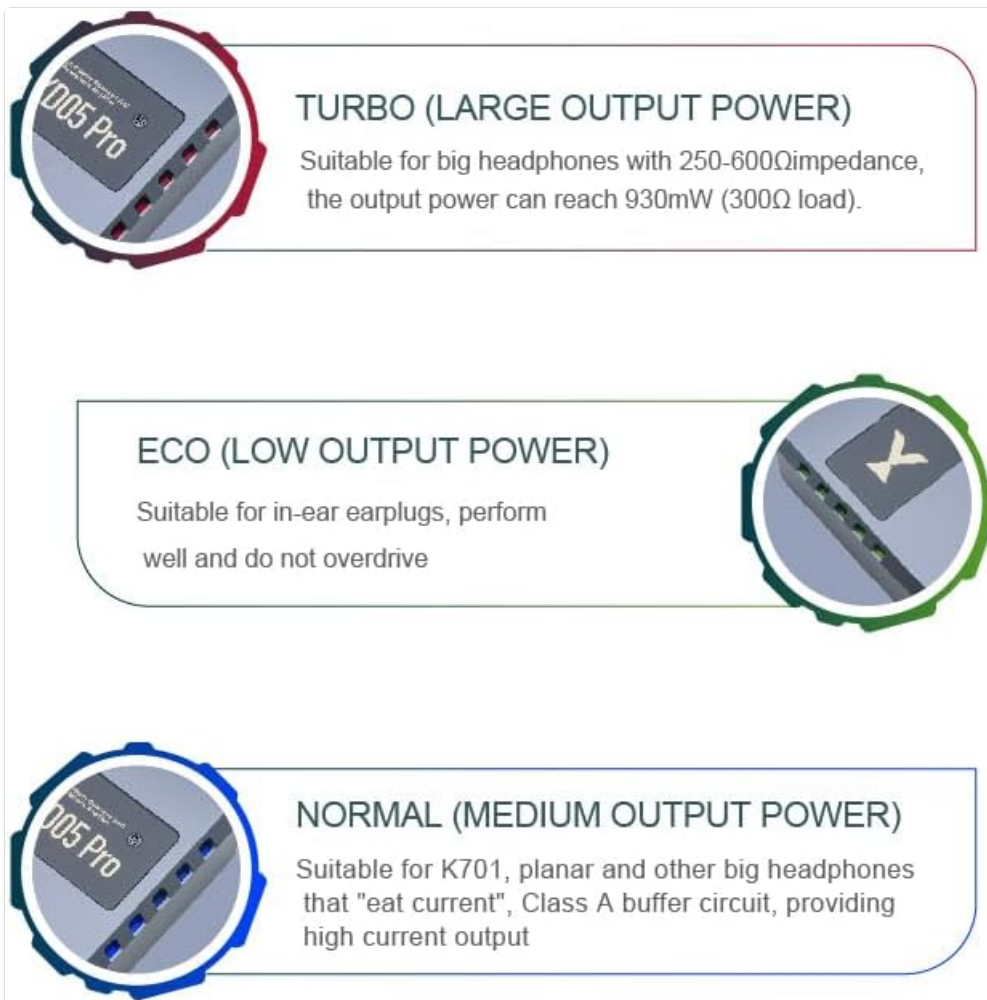 XD05 Pro
TURBO (LARGE OUTPUT POWER)
Suitable for big headphones with 250-600Ωimpedance,
the output power can reach 930mW (300Ω load).
ECO (LOW OUTPUT POWER)
Suitable for in-ear earplugs, perform
well and do not overdrive
D05 Pro
NORMAL (MEDIUM OUTPUT POWER)
Suitable for K701, planar and other big headphones
that "eat current", Class A buffer circuit, providing
high current output